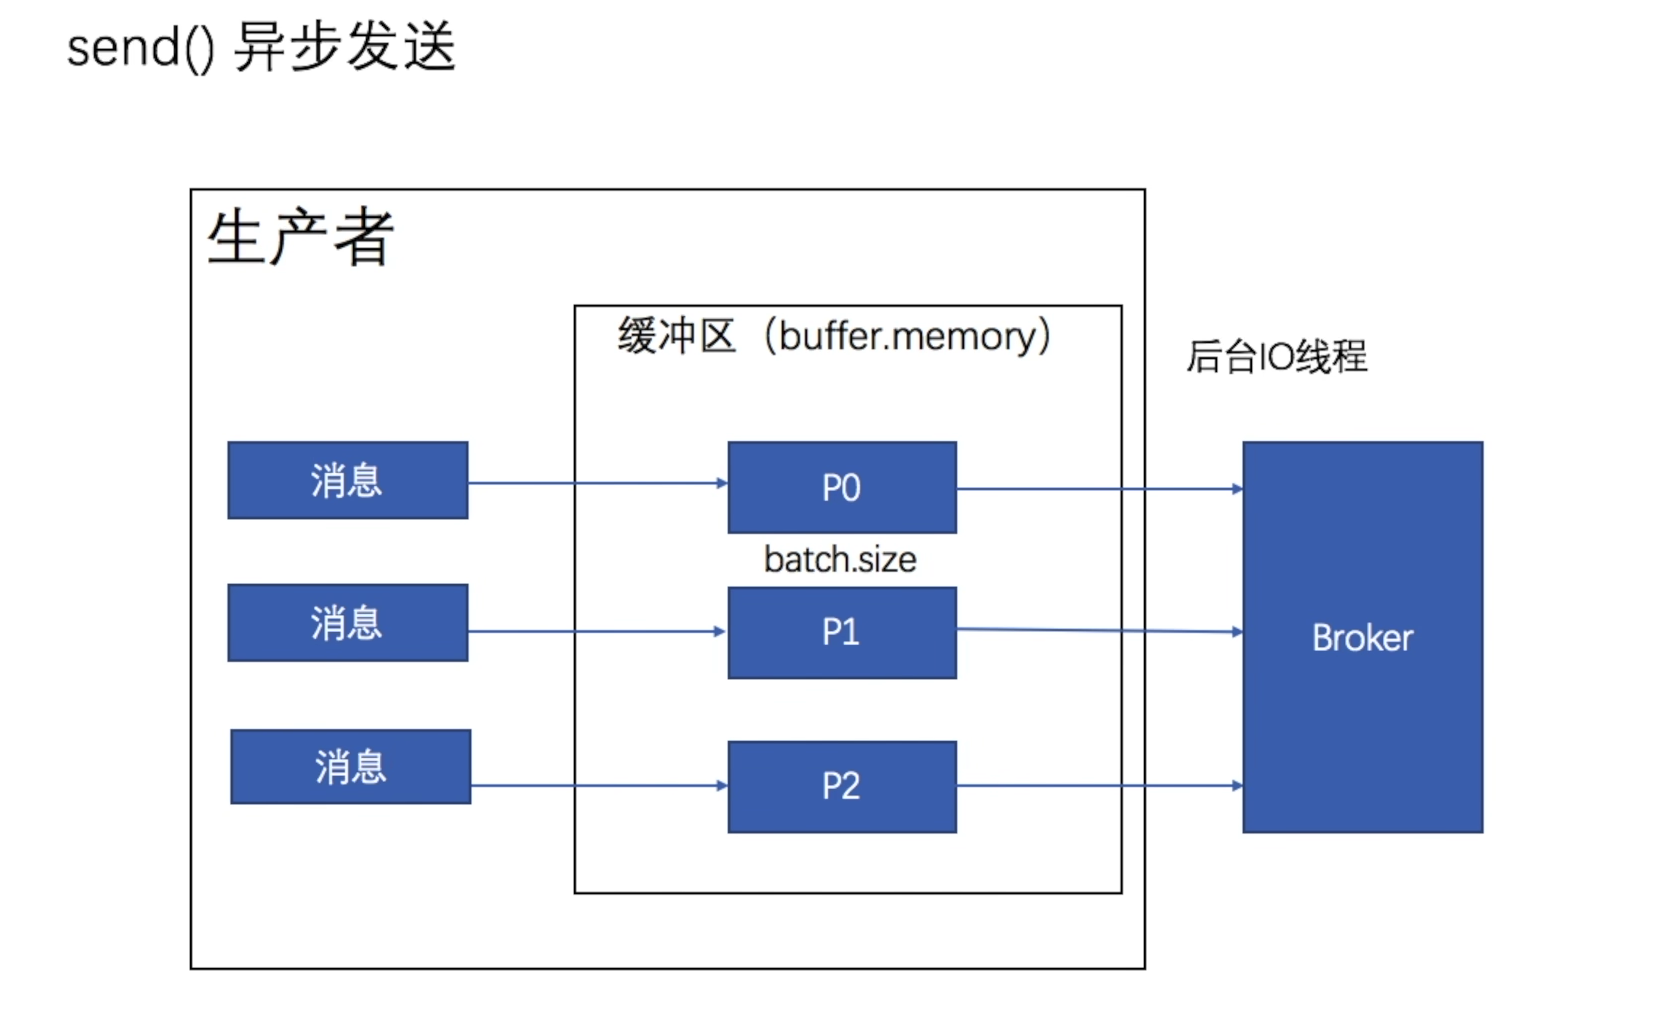 send() 异步发送
生产者
缓冲区（buffer.memory）
后台IO线程
消息
P0
batch.size
消息
P1
Broker
消息
P2